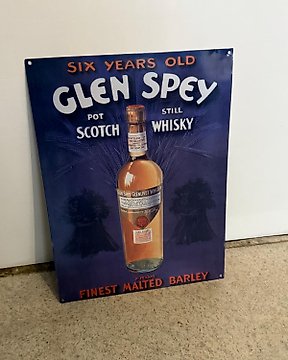 SIX YEARS OLD
GLEN SPEY
POT STILL
SCOTCH WHISKY
FINEST MALTED BARLEY